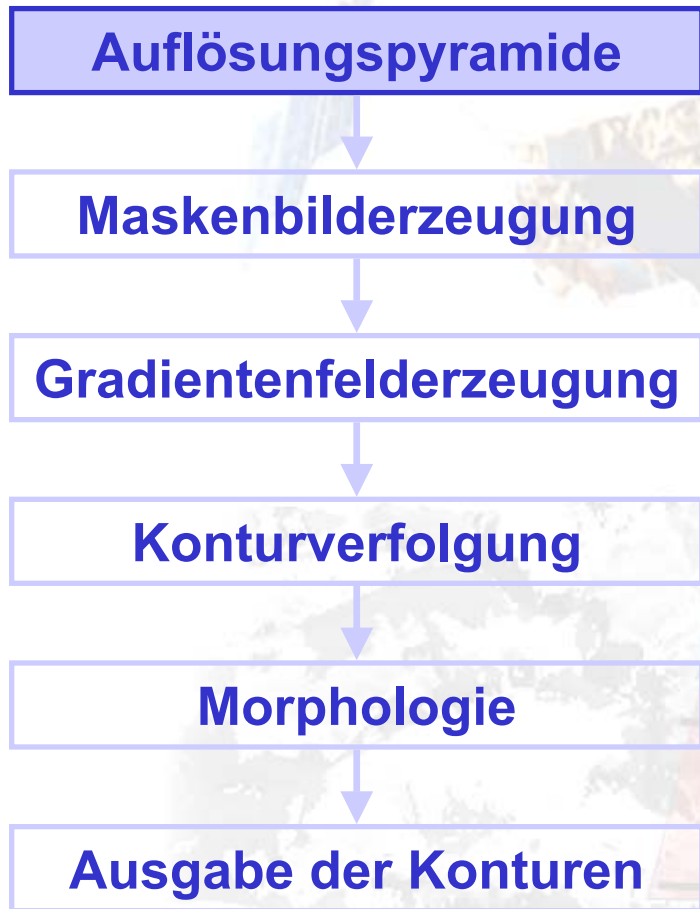 Auflösungspyramide
Maskenbilderzeugung
Gradientenfelderzeugung
Konturverfolgung
Morphologie
Ausgabe der Konturen